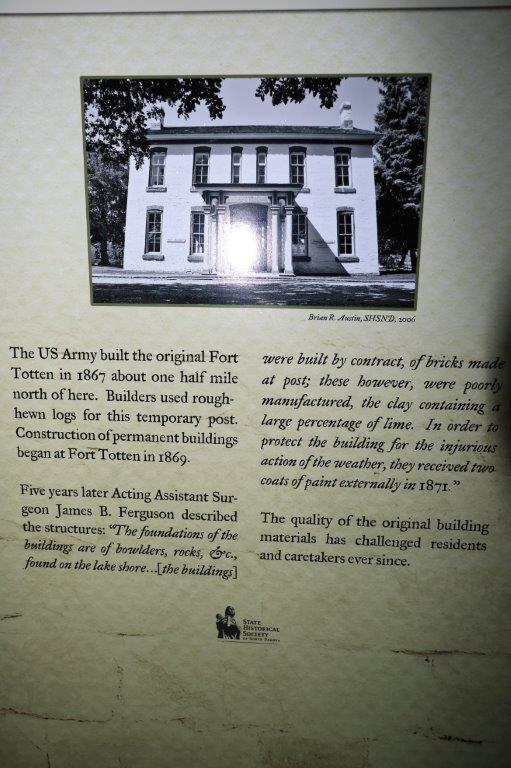 Brian R. Austin, SHSND, 2006
The US Army built the original Fort
Totten in 1867 about one half mile
north of here. Builders used rough-
hewn logs for this temporary post.
Construction of permanent buildings
began at Fort Totten in 1869.
Five years later Acting Assistant Sur-
geon James B. Ferguson described
the structures: "The foundations of the
buildings are of bowlders, rocks, &c.,
found on the lake shore...[the buildings]
were built by contract, of bricks made
at post; these however, were poorly
manufactured, the clay containing a
large percentage of lime. In order to
protect the building for the injurious
action of the weather, they received two
coats of paint externally in 1871."
The quality of the original building
materials has challenged residents
and caretakers ever since.
STATE
HISTORICAL
SOCIETY
OF NORTH DAKOTA